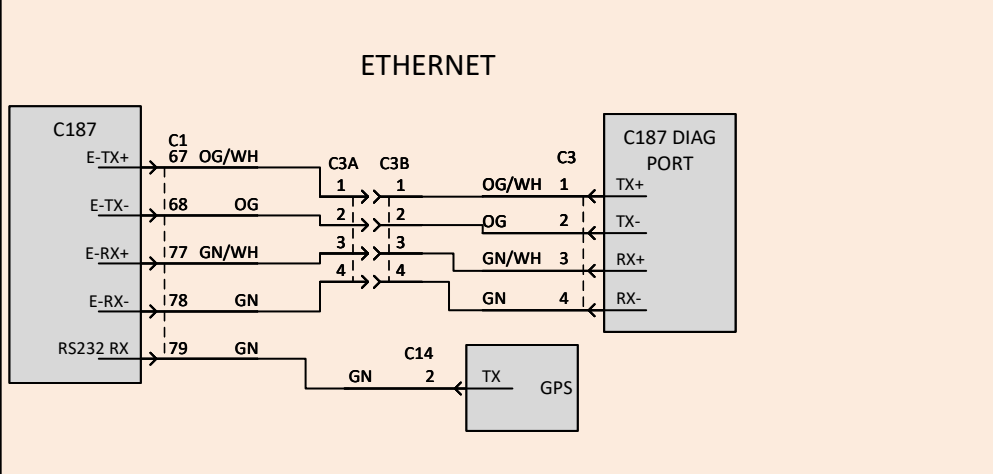 ETHERNET
C187
C187 DIAG
PORT
C1
C3A C3B
C3
E-TX+ 67 OG/WH 1 1 OG/WH 1 TX+
E-TX- 68 OG 2 2 OG 2 TX-
E-RX+ 77 GN/WH 3 3 GN/WH 3 RX+
E-RX- 78 GN 4 4 GN 4 RX-
RS232 RX 79 GN
C14
GN 2 TX GPS